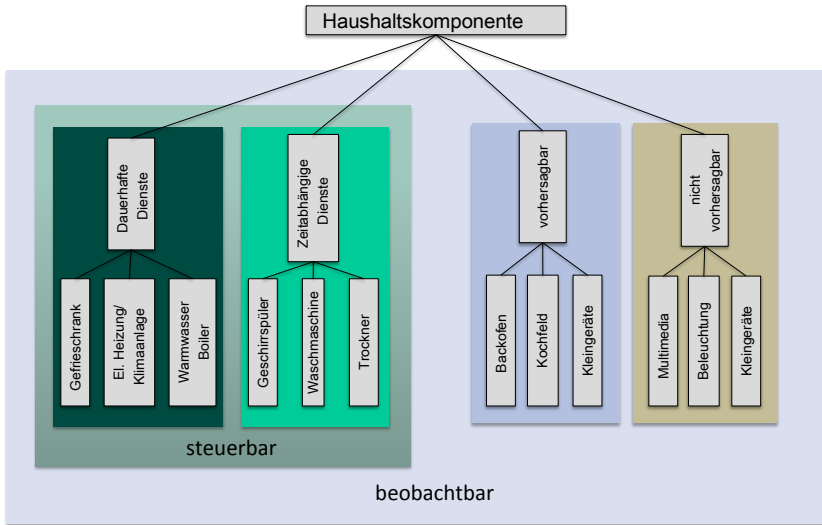 Haushaltskomponente
Dauerhafte
Dienste
Zeitabhängige
Dienste
vorhersagbar
nicht
vorhersagbar
Gefrieschrank
El. Heizung/
Klimaanlage
Warmwasser
Boiler
Geschirrspüler
Waschmaschine
Trockner
Backofen
Kochfeld
Kleingeräte
Multimedia
Beleuchtung
Kleingeräte
steuerbar
beobachtbar